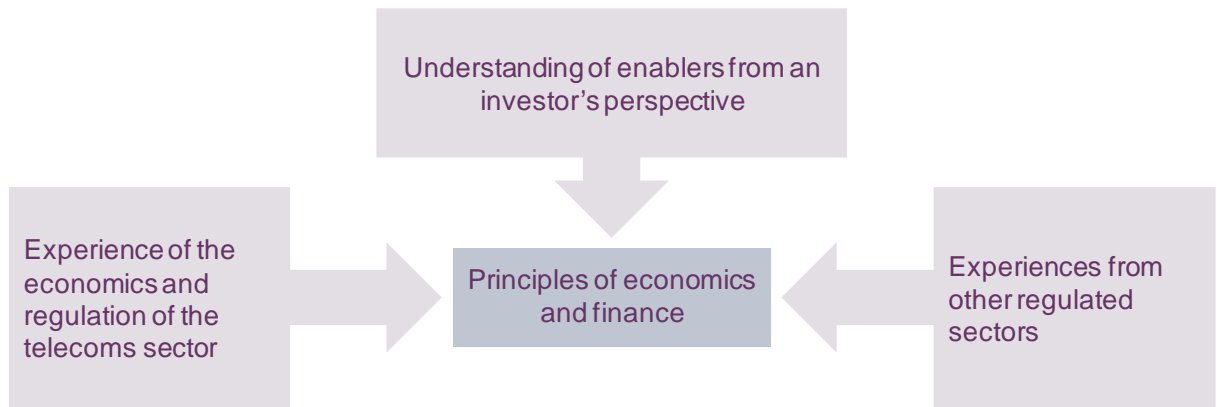 Understanding of enablers from an
investor's perspective
Experience of the
economics and
regulation of the
telecoms sector
Principles of economics
and finance
Experiences from
other regulated
sectors